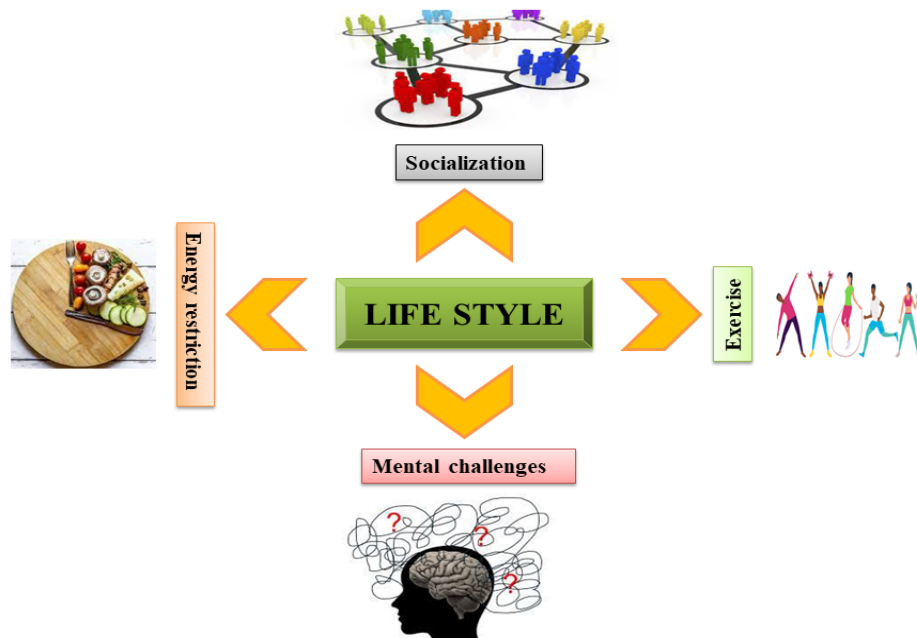 Socialization
Energy restriction
LIFE STYLE
Exercise
Mental challenges
?
?
?